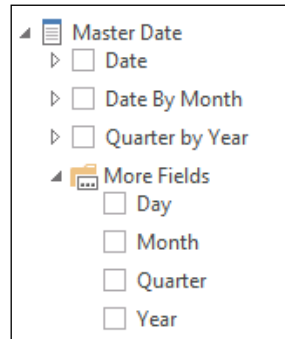 Master Date
Date
Date By Month
Quarter by Year
More Fields
Day
Month
Quarter
Year